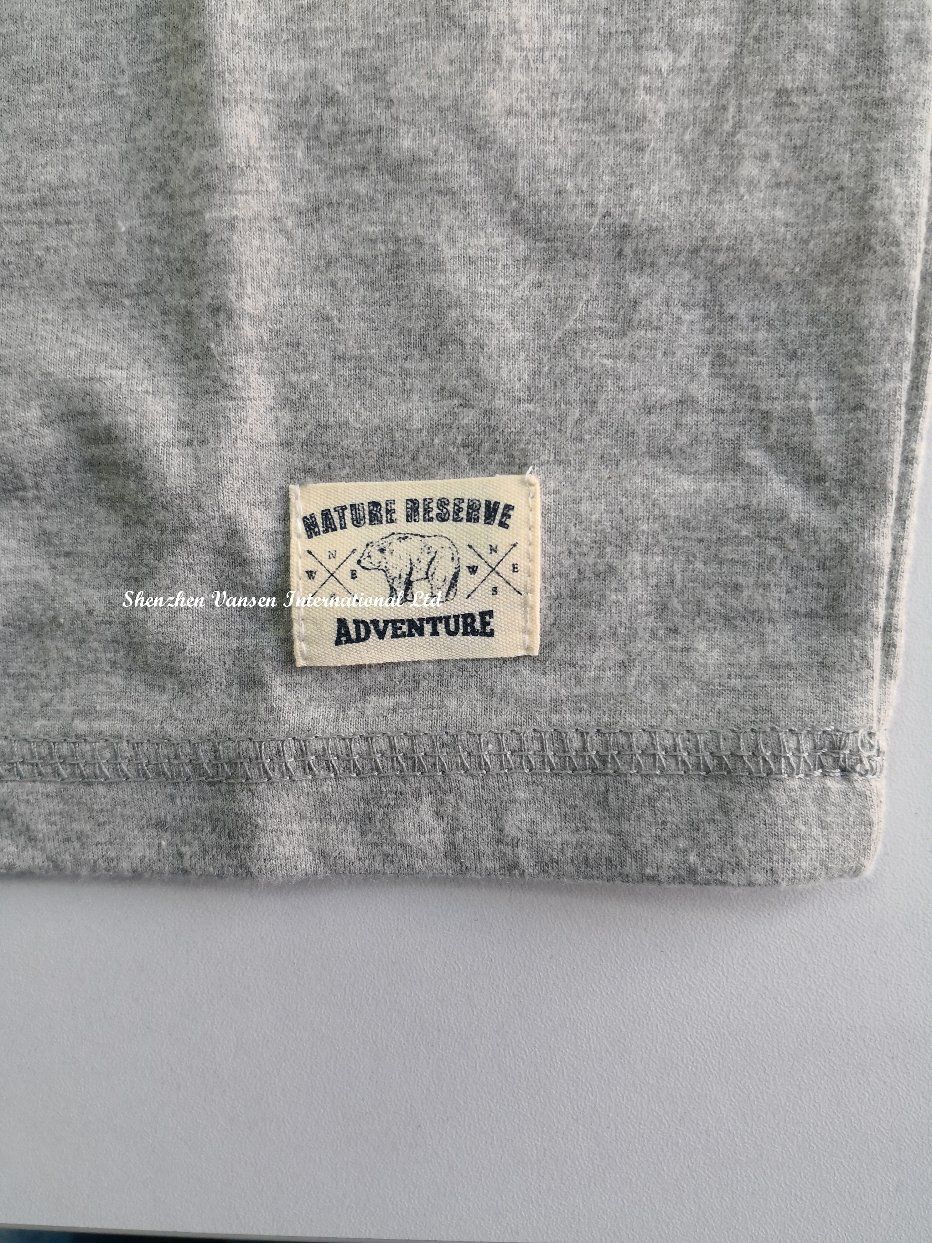 NATURE RESERVE
N N
W E W E
S
Shenzhen Vansen International Ltd
ADVENTURE